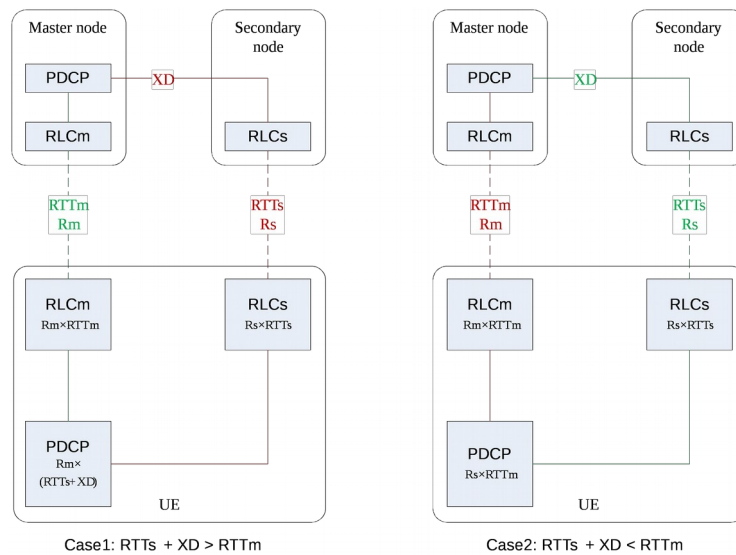 Master node
PDCP
RLCm
XD
Secondary
node
RLCs
RTTm
Rm
RTTs
Rs
RLCm
Rm×RTTm
RLCs
Rs×RTTs
PDCP
Rm×
(RTTs+XD)
UE
Case1: RTTs + XD > RTTm
Master node
PDCP
RLCm
XD
Secondary
node
RLCs
RTTm
Rm
RTTs
Rs
RLCm
Rm×RTTm
RLCs
Rs×RTTs
PDCP
Rs×RTTm
UE
Case2: RTTs + XD < RTTm